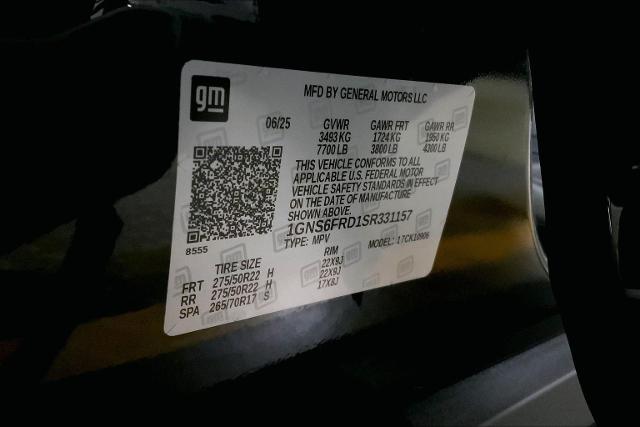 gm
MFD BY GENERAL MOTORS LLC
06/25 GVWR GAWR FRT GAWR RR
3493 KG 1724 KG 1950 KG
7700 LB 3800 LB 4300 LB
THIS VEHICLE CONFORMS TO ALL
APPLICABLE U.S. FEDERAL MOTOR
VEHICLE SAFETY STANDARDS IN EFFECT
ON THE DATE OF MANUFACTURE
SHOWN ABOVE.
1GNS6FRD1SR331157
8555
TYPE: MPV MODEL: 17CK10906
TIRE SIZE RIM
FRT 275/50R22 H 22X9J
RR 275/50R22 H 22X9J
SPA 265/70R17 S 17X8J